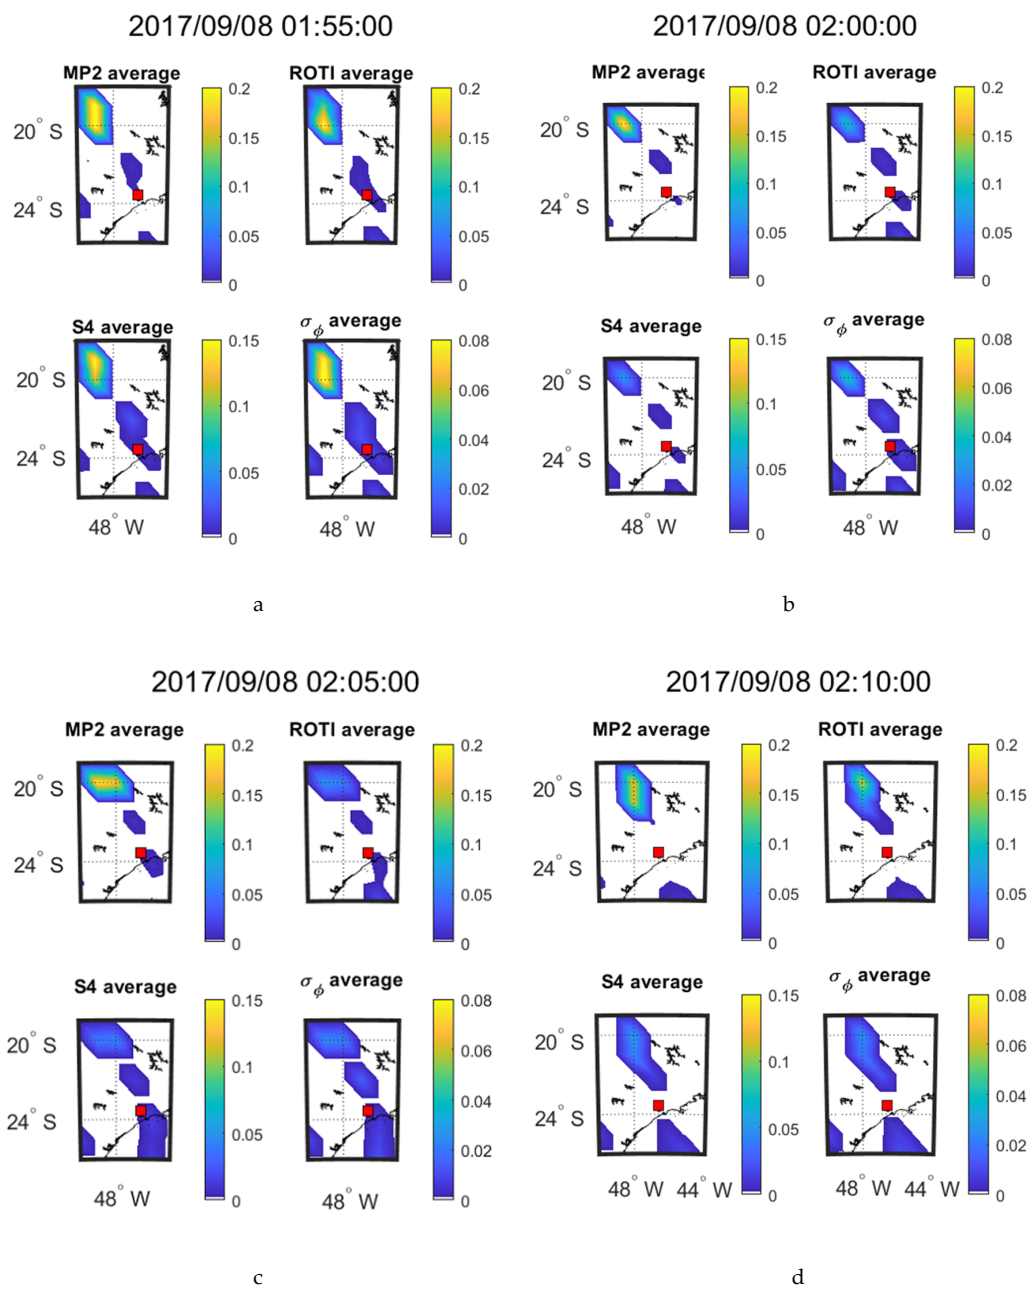 2017/09/08 01:55:00
2017/09/08 02:00:00
MP2 average
ROTI average
MP2 average
ROTI average
20° S
24° S
0.2
0.15
0.1
0.05
0
0.2
0.15
0.1
0.05
0
20° S
24° S
0.2
0.15
0.1
0.05
0
0.2
0.15
0.1
0.05
0
S4 average
σϕ average
S4 average
σϕ average
20° S
24° S
48° W
0.15
0.1
0.05
0
48° W
0.08
0.06
0.04
0.02
0
20° S
24° S
48° W
0.15
0.1
0.05
0
48° W
0.08
0.06
0.04
0.02
0
a
b
2017/09/08 02:05:00
2017/09/08 02:10:00
MP2 average
ROTI average
MP2 average
ROTI average
20° S
24° S
0.2
0.15
0.1
0.05
0
0.2
0.15
0.1
0.05
0
20° S
24° S
0.2
0.15
0.1
0.05
0
0.2
0.15
0.1
0.05
0
S4 average
σϕ average
S4 average
σϕ average
20° S
24° S
48° W
0.15
0.1
0.05
0
48° W
0.08
0.06
0.04
0.02
0
20° S
24° S
48° W 44° W
0.15
0.1
0.05
0
48° W 44° W
0.08
0.06
0.04
0.02
0
c
d